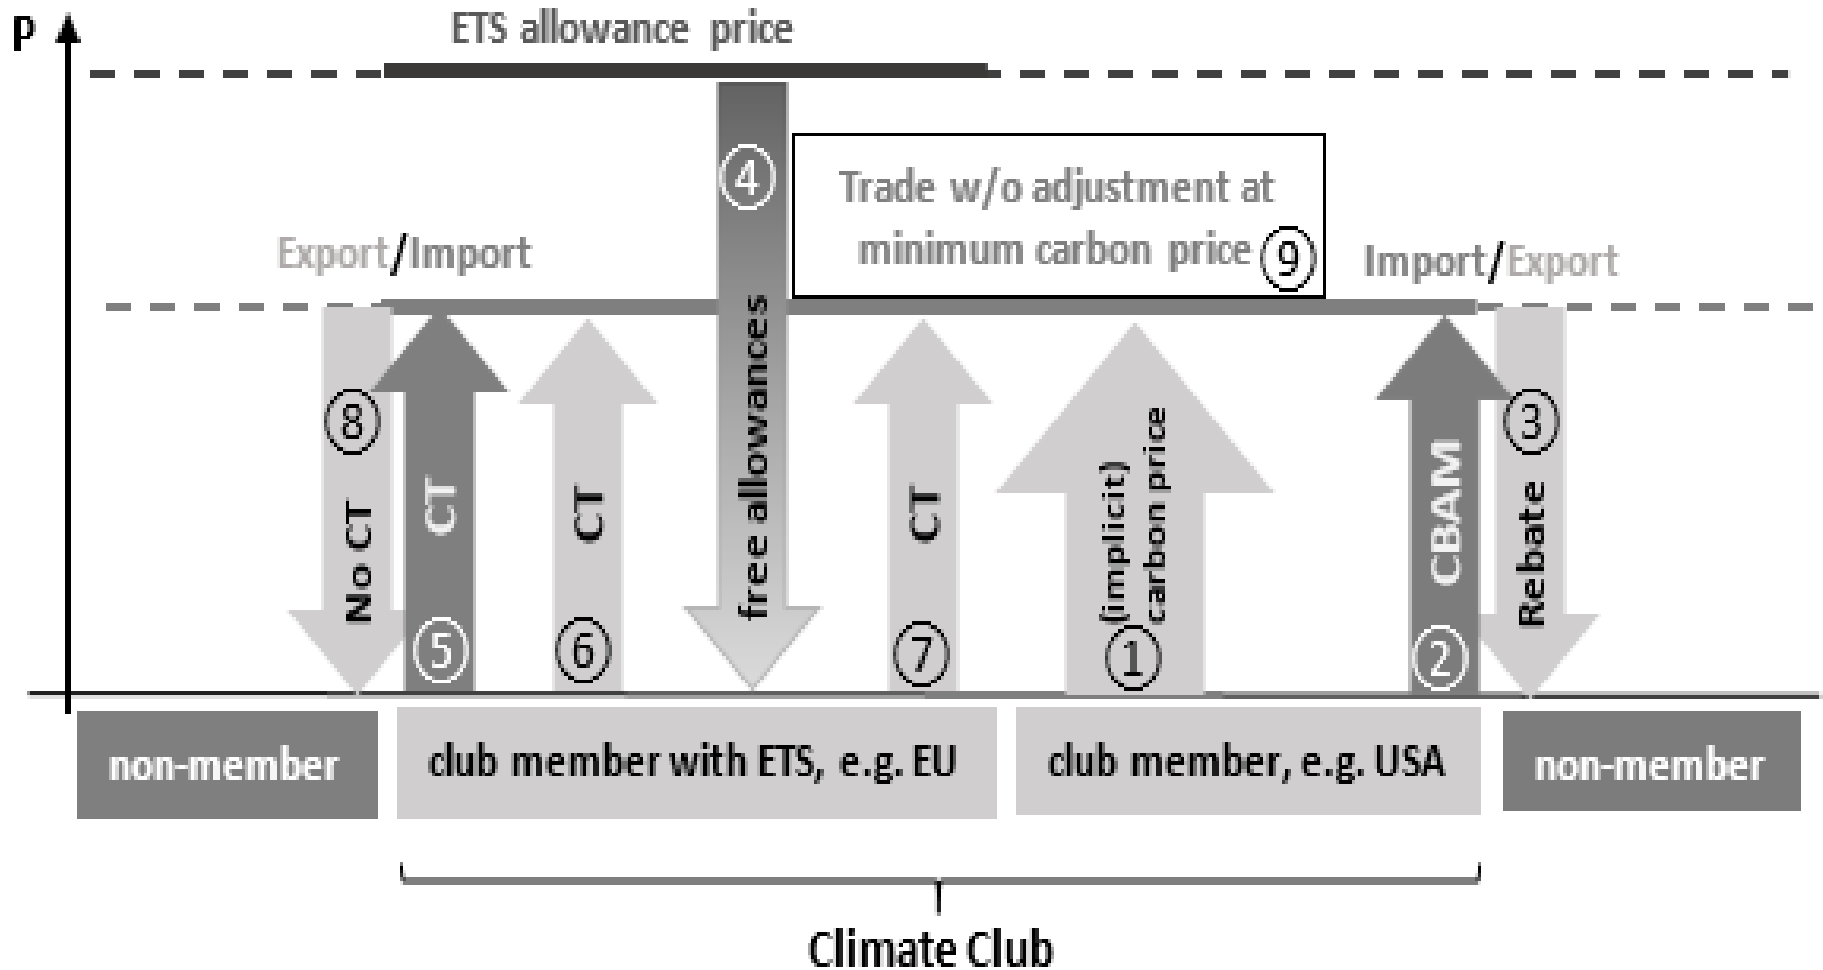 p
ETS allowance price
④
Trade w/o adjustment at
minimum carbon price ⑨
Export/Import
Import/Export
⑧
No CT
CT
⑤
CT
⑥
free allowances
CT
⑦
(implicit)
carbon price
①
CBAM
②
③
Rebate
non-member
club member with ETS, e.g. EU
club member, e.g. USA
non-member
Climate Club